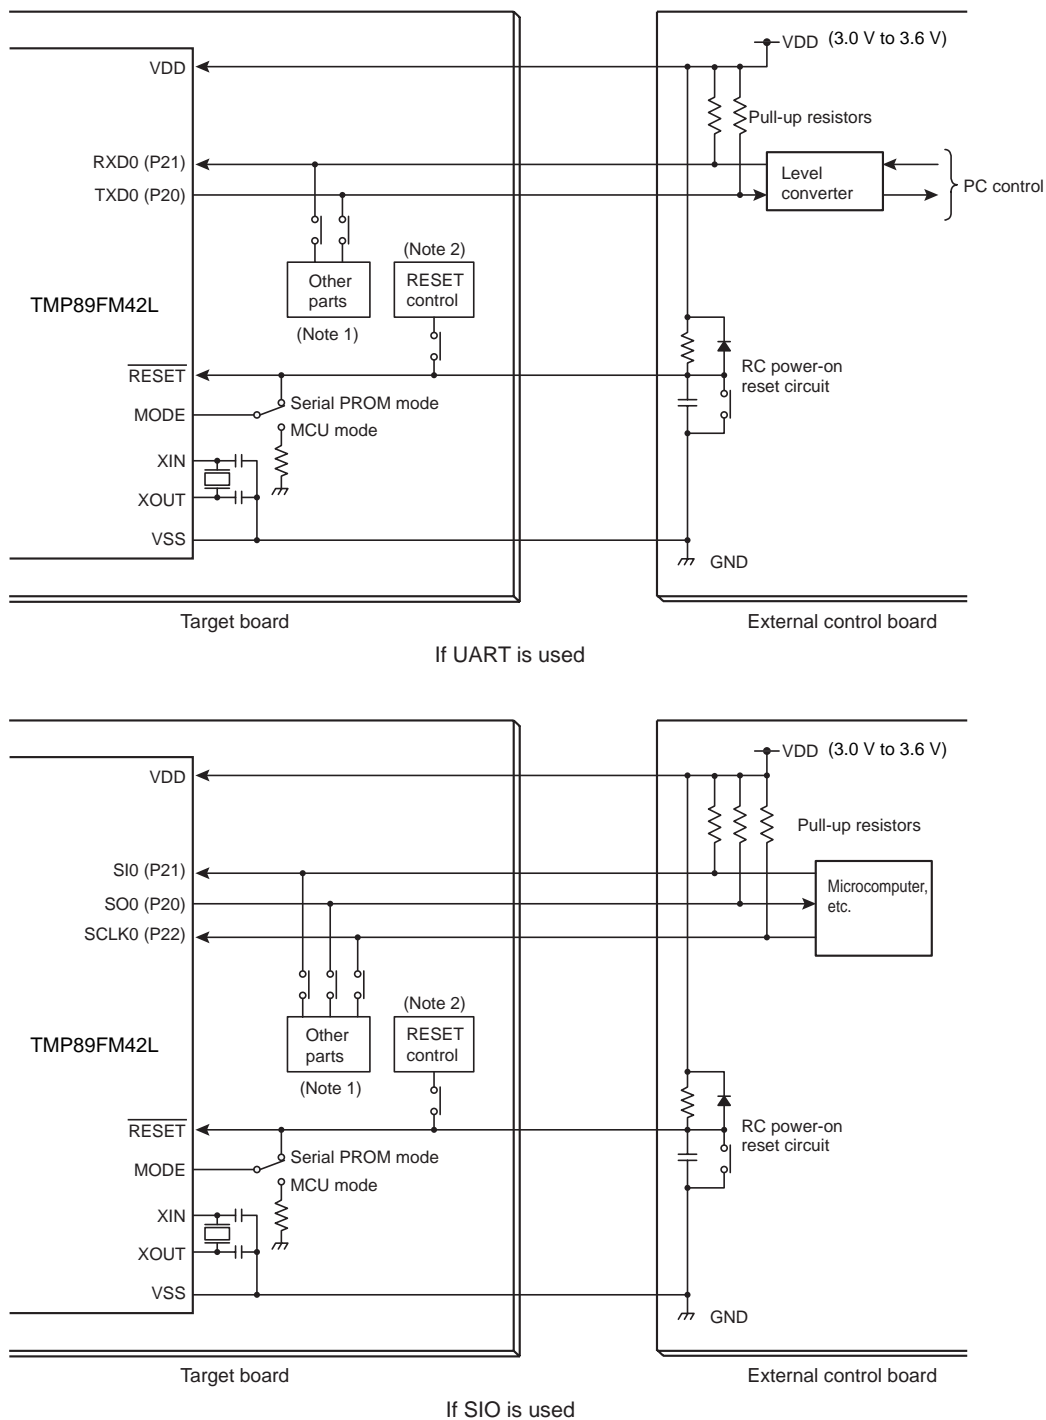 VDD (3.0 V to 3.6 V)
VDD
Pull-up resistors
RXD0 (P21)
TXD0 (P20)
Level
converter
PC control
(Note 2)
Other
parts
RESET
control
TMP89FM42L
(Note 1)
RESET
RC power-on
reset circuit
MODE
Serial PROM mode
MCU mode
XIN
XOUT
VSS
GND
Target board
External control board
If UART is used
VDD (3.0 V to 3.6 V)
VDD
Pull-up resistors
SI0 (P21)
SO0 (P20)
SCLK0 (P22)
Microcomputer,
etc.
(Note 2)
Other
parts
RESET
control
TMP89FM42L
(Note 1)
RESET
RC power-on
reset circuit
MODE
Serial PROM mode
MCU mode
XIN
XOUT
VSS
GND
Target board
External control board
If SIO is used